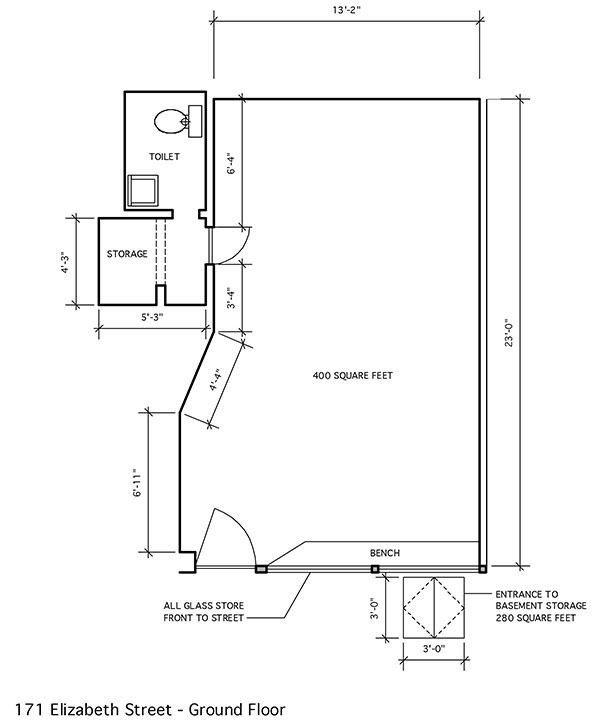 13'-2"
TOILET
6'-4"
STORAGE
4'-3"
5'-3"
3'-4"
4'-4"
400 SQUARE FEET
23'-0"
6'-11"
BENCH
ALL GLASS STORE
FRONT TO STREET
3'-0"
3'-0"
ENTRANCE TO
BASEMENT STORAGE
280 SQUARE FEET
171 Elizabeth Street - Ground Floor